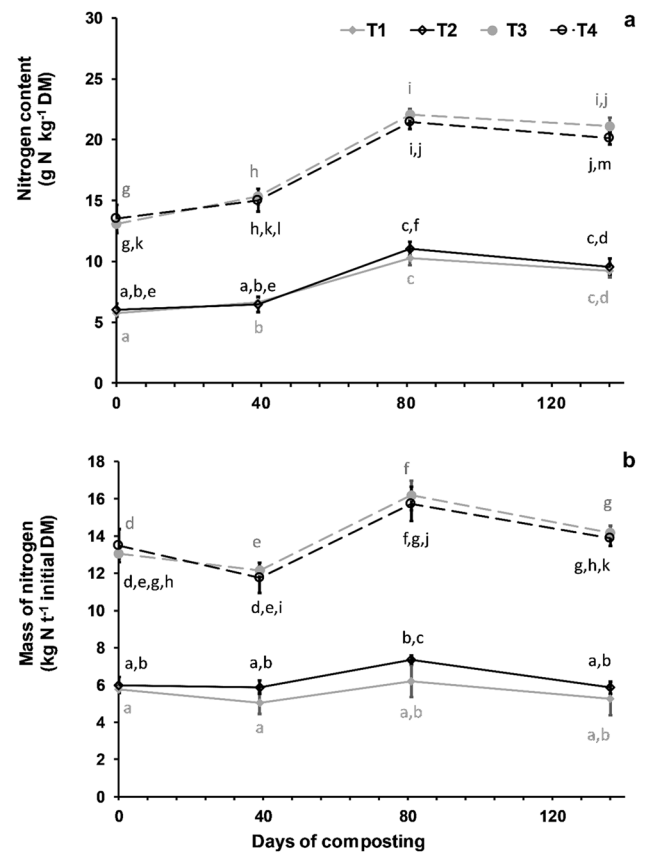 30
T1 T2 T3 T4
a
25
i
i,j
20
i,j
j,m
h
g
15
g,k
h,k,l
c,f
c,d
10
a,b,e
a,b,e
c
c,d
5
a
b
0
0 40 80 120
Nitrogen content
(g N kg-1 DM)
18
b
f
16
g
d
14
e
f,g,j
g,h,k
12
d,e,g,h
d,e,i
10
8
b,c
a,b
a,b
a,b
6
a
a
a,b
a,b
4
2
0
0 40 80 120
Mass of nitrogen
(kg N t-1 initial DM)
Days of composting